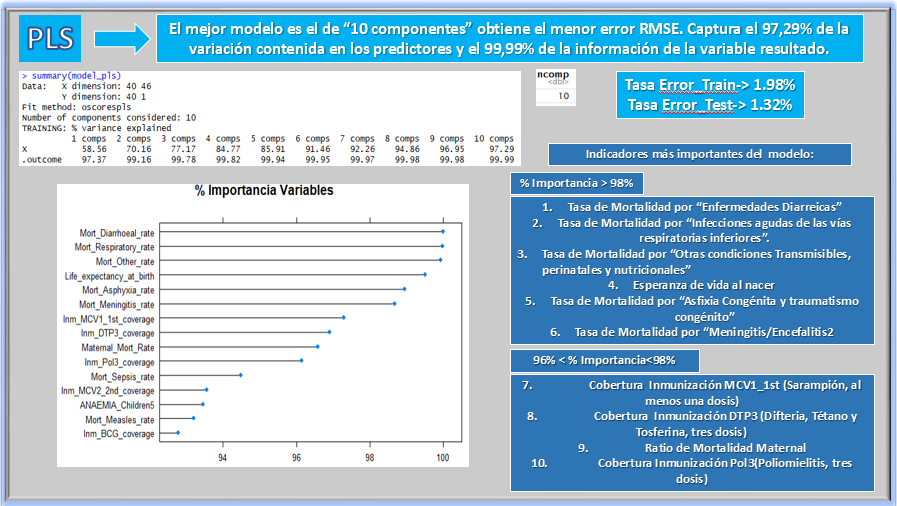 PLS
El mejor modelo es el de “10 componentes” obtiene el menor error RMSE. Captura el 97,29% de la
variación contenida en los predictores y el 99,99% de la información de la variable resultado.
> summary(model_pls)
Data: X dimension: 40 46
Y dimension: 40 1
Fit method: oscorespls
Number of components considered: 10
TRAINING: % variance explained
1 comps 2 comps 3 comps 4 comps 5 comps 6 comps 7 comps 8 comps 9 comps 10 comps
X 58.56 70.16 77.17 84.77 85.91 91.46 92.26 94.86 96.95 97.29
.outcome 97.37 99.16 99.78 99.82 99.94 99.95 99.97 99.98 99.98 99.99
ncomp
<dbl>
10
Tasa Error_Train-> 1.98%
Tasa Error_Test-> 1.32%
Indicadores más importantes del modelo:
% Importancia Variables
Mort_Diarrhoeal_rate
Mort_Respiratory_rate
Mort_Other_rate
Life_expectancy_at_birth
Mort_Asphyxia_rate
Mort_Meningitis_rate
Inm_MCV1_1st_coverage
Inm_DTP3_coverage
Maternal_Mort_Rate
Inm_Pol3_coverage
Mort_Sepsis_rate
Inm_MCV2_2nd_coverage
ANAEMIA_Children5
Mort_Measles_rate
Inm_BCG_coverage
94 96 98 100
% Importancia > 98%
1. Tasa de Mortalidad por “Enfermedades Diarreicas”
2. Tasa de Mortalidad por “Infecciones agudas de las vías
respiratorias inferiores”.
3. Tasa de Mortalidad por “Otras condiciones Transmisibles,
perinatales y nutricionales”
4. Esperanza de vida al nacer
5. Tasa de Mortalidad por “Asfixia Congénita y traumatismo
congénito”
6. Tasa de Mortalidad por “Meningitis/Encefalitis2
96% < % Importancia<98%
7. Cobertura Inmunización MCV1_1st (Sarampión, al
menos una dosis)
8. Cobertura Inmunización DTP3 (Difteria, Tétano y
Tosferina, tres dosis)
9. Ratio de Mortalidad Maternal
10. Cobertura Inmunización Pol3(Poliomielitis, tres
dosis)